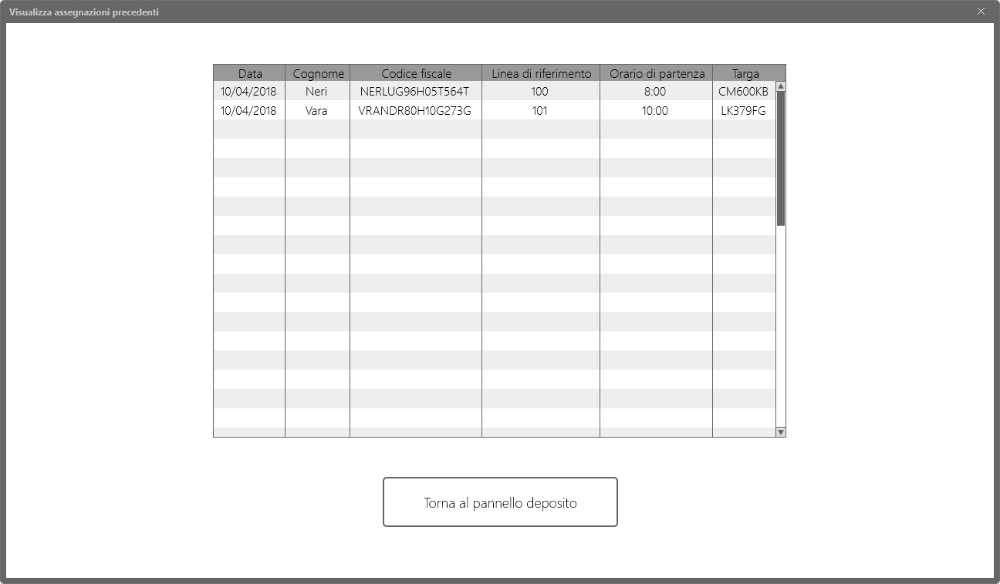 Visualizza assegnazioni precedenti
Data Cognome Codice fiscale Linea di riferimento Orario di partenza Targa
10/04/2018 Neri NERLUG96H05T564T 100 8:00 CM600KB
10/04/2018 Vara VRANDR80H10G273G 101 10:00 LK379FG
Torna al pannello deposito